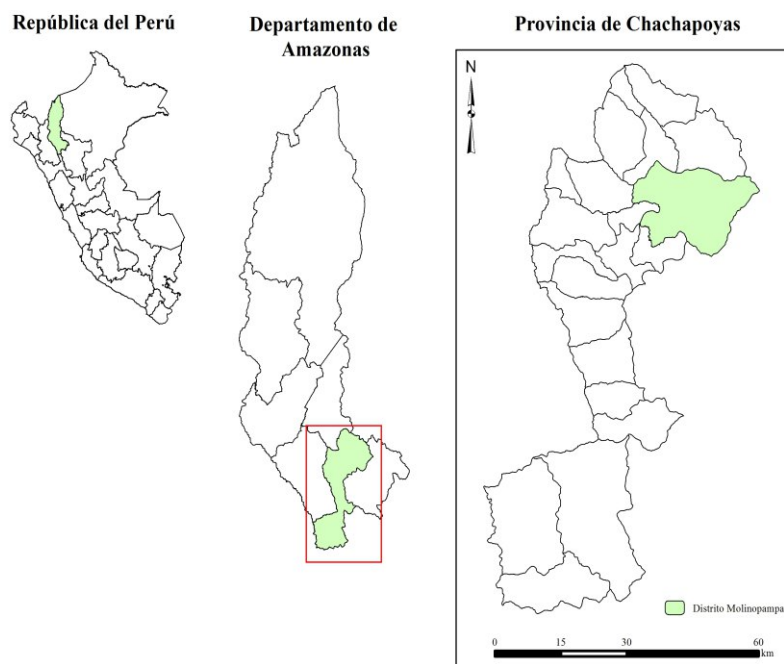 República del Perú
Departamento de
Amazonas
Provincia de Chachapoyas
N
Distrito Molinopampa
0 15 30 60
km